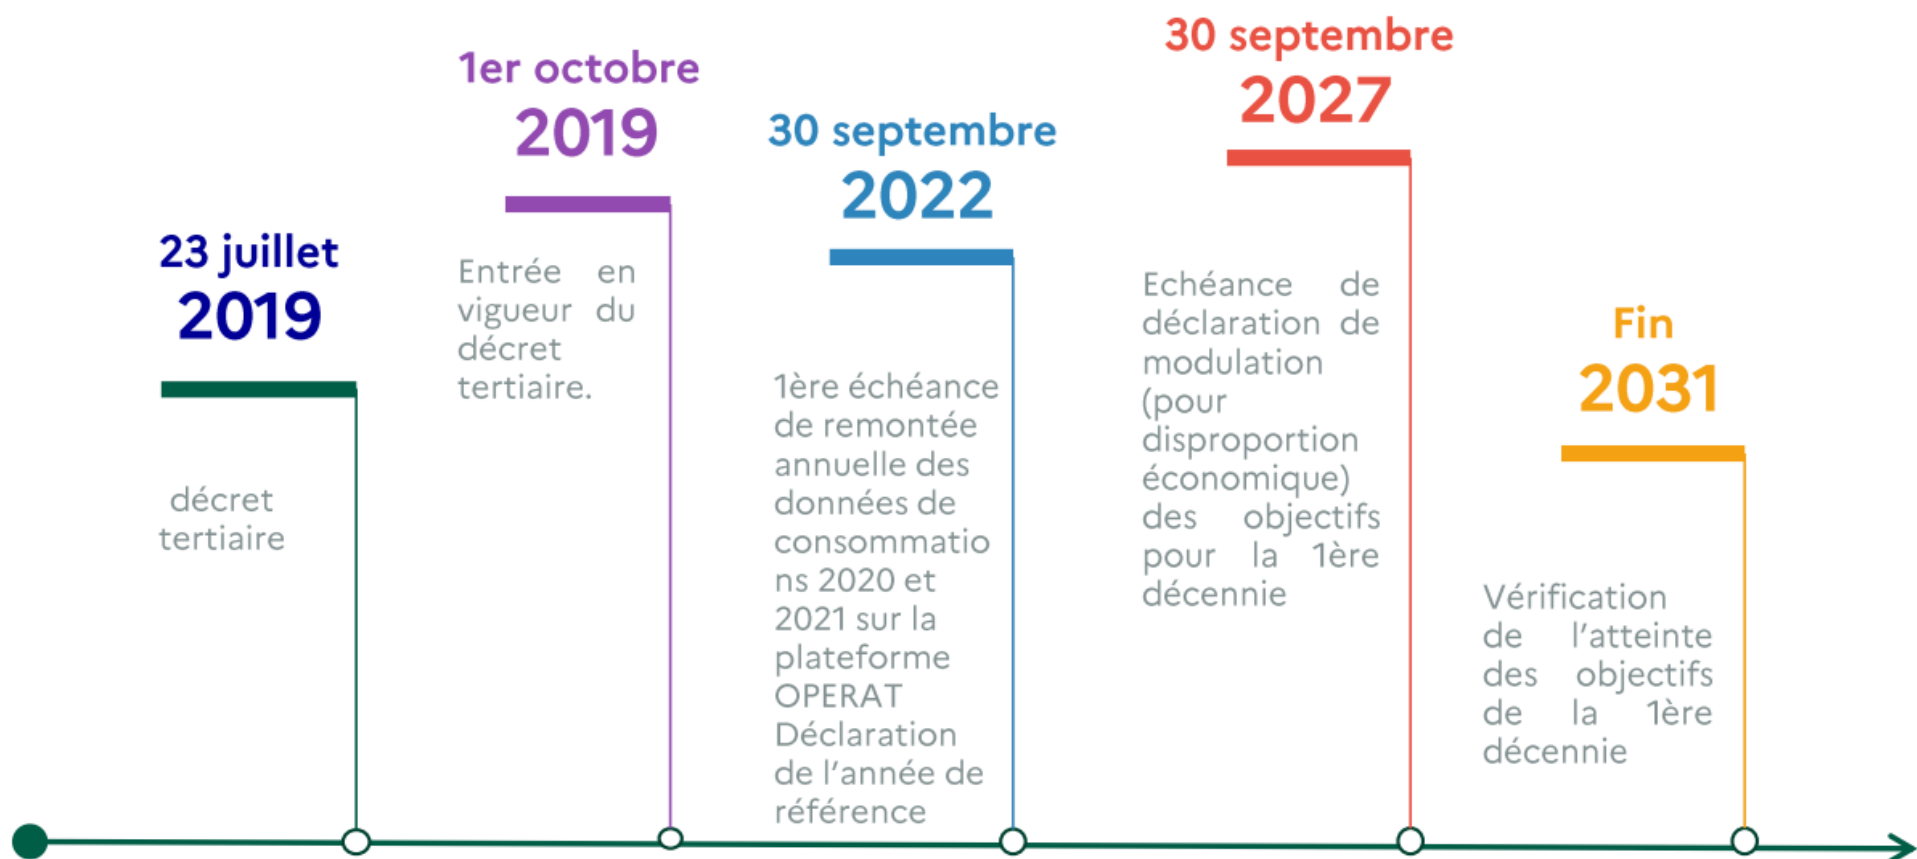 23 juillet
2019
décret
tertiaire
1er octobre
2019
Entrée en
vigueur du
décret
tertiaire.
30 septembre
2022
1ère échéance
de remontée
annuelle des
données de
consommatio
ns 2020 et
2021 sur la
plateforme
OPERAT
Déclaration
de l'année de
référence
30 septembre
2027
Echéance de
déclaration de
modulation
(pour
disproportion
économique)
des objectifs
pour la 1ère
décennie
Fin
2031
Vérification
de l'atteinte
des objectifs
de la 1ère
décennie